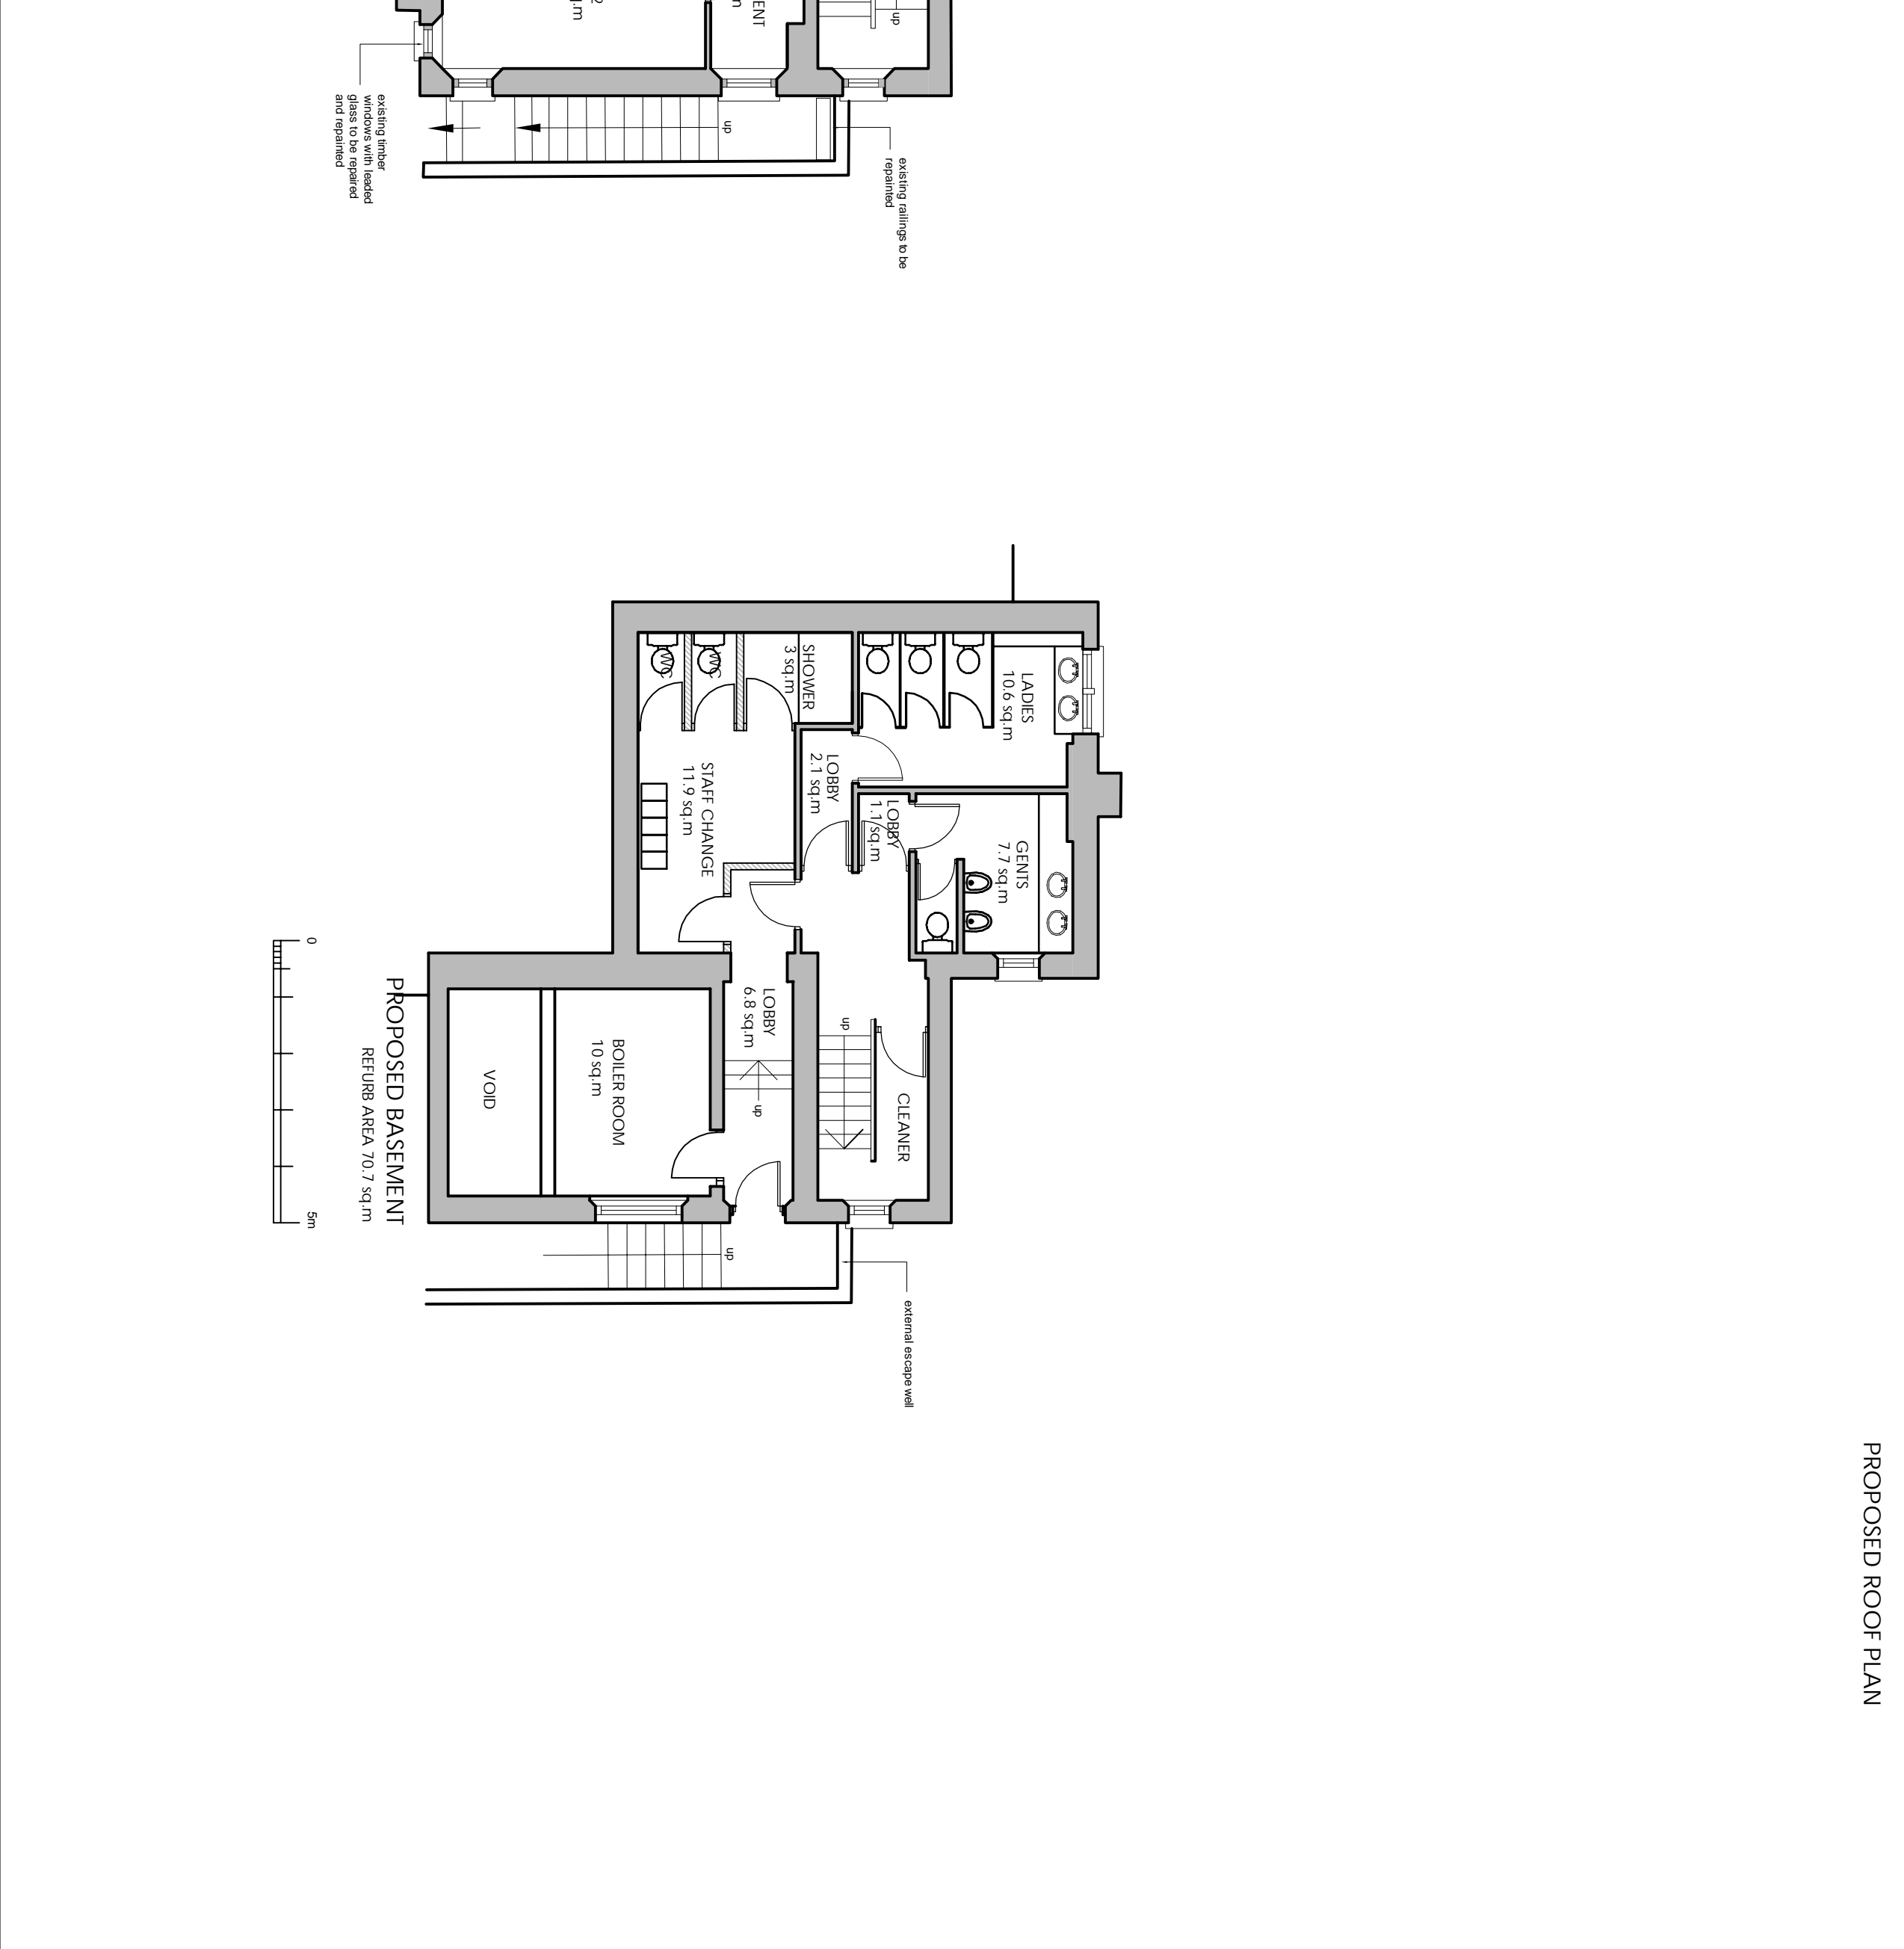 up
up
existing timber
windows with leaded
glass to be repaired
and repainted
existing railings to be
repainted
SHOWER
3 sq.m
WC
WC
LADIES
10.6 sq.m
LOBBY
2.1 sq.m
LOBBY
1.1 sq.m
GENTS
7.7 sq.m
STAFF CHANGE
11.9 sq.m
LOBBY
6.8 sq.m
up
up
CLEANER
BOILER ROOM
10 sq.m
VOID
up
external escape well
PROPOSED BASEMENT
REFURB AREA 70.7 sq.m
0
5m
PROPOSED ROOF PLAN